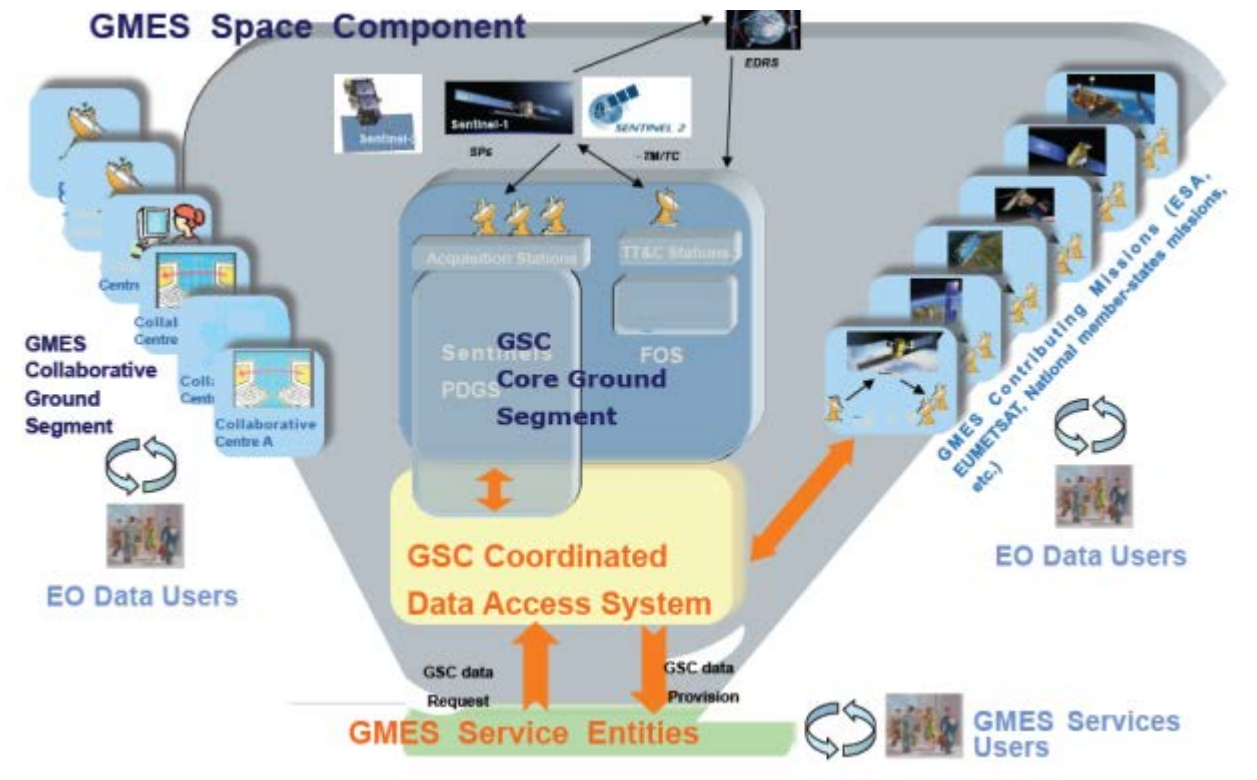 GMES Space Component
EDRS
Sentinel-1
SENTINEL 2
SP6
-TM/TC
Acquisition Stations
TT&C Stations
Sentinels
PDGS
FOS
GSC
Core Ground
Segment
Centre
Centre A
Collaborative
GMES
Collaborative
Ground
Segment
EO Data Users
GMES Contributing Missions (ESA,
EUMETSAT, National member-states missions,
etc.)
EO Data Users
GSC Coordinated
Data Access System
GSC data
Request
GSC data
Provision
GMES Service Entities
GMES Services
Users